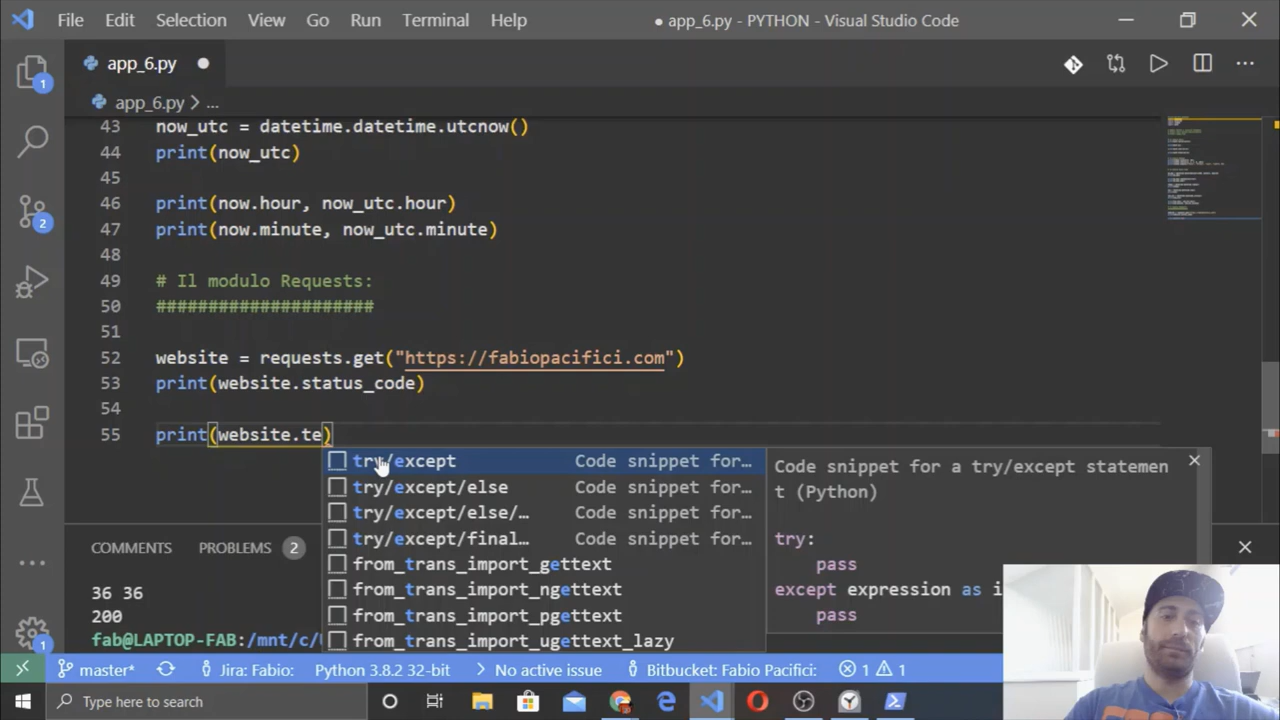 File Edit Selection View Go Run Terminal Help ● app_6.py - PYTHON - Visual Studio Code
app_6.py
app_6.py > ...
43 now_utc = datetime.datetime.utcnow()
44 print(now_utc)
45
46 print(now.hour, now_utc.hour)
47 print(now.minute, now_utc.minute)
48
49 # Il modulo Requests:
50 #####################
51
52 website = requests.get("https://fabiopacifici.com")
53 print(website.status_code)
54
55 print(website.te)
try/except Code snippet for…
try/except/else Code snippet for…
try/except/else/… Code snippet for…
try/except/final… Code snippet for…
from_trans_import_gettext
from_trans_import_ngettext
from_trans_import_pgettext
from_trans_import_ugettext_lazy
Code snippet for a try/except statemen
t (Python)
try:
pass
except expression as i
pass
COMMENTS PROBLEMS 2
36 36
200
fab@LAPTOP-FAB:/mnt/c/
master* Jira: Fabio: Python 3.8.2 32-bit No active issue Bitbucket: Fabio Pacifici: 1 1
Type here to search
1
2
1